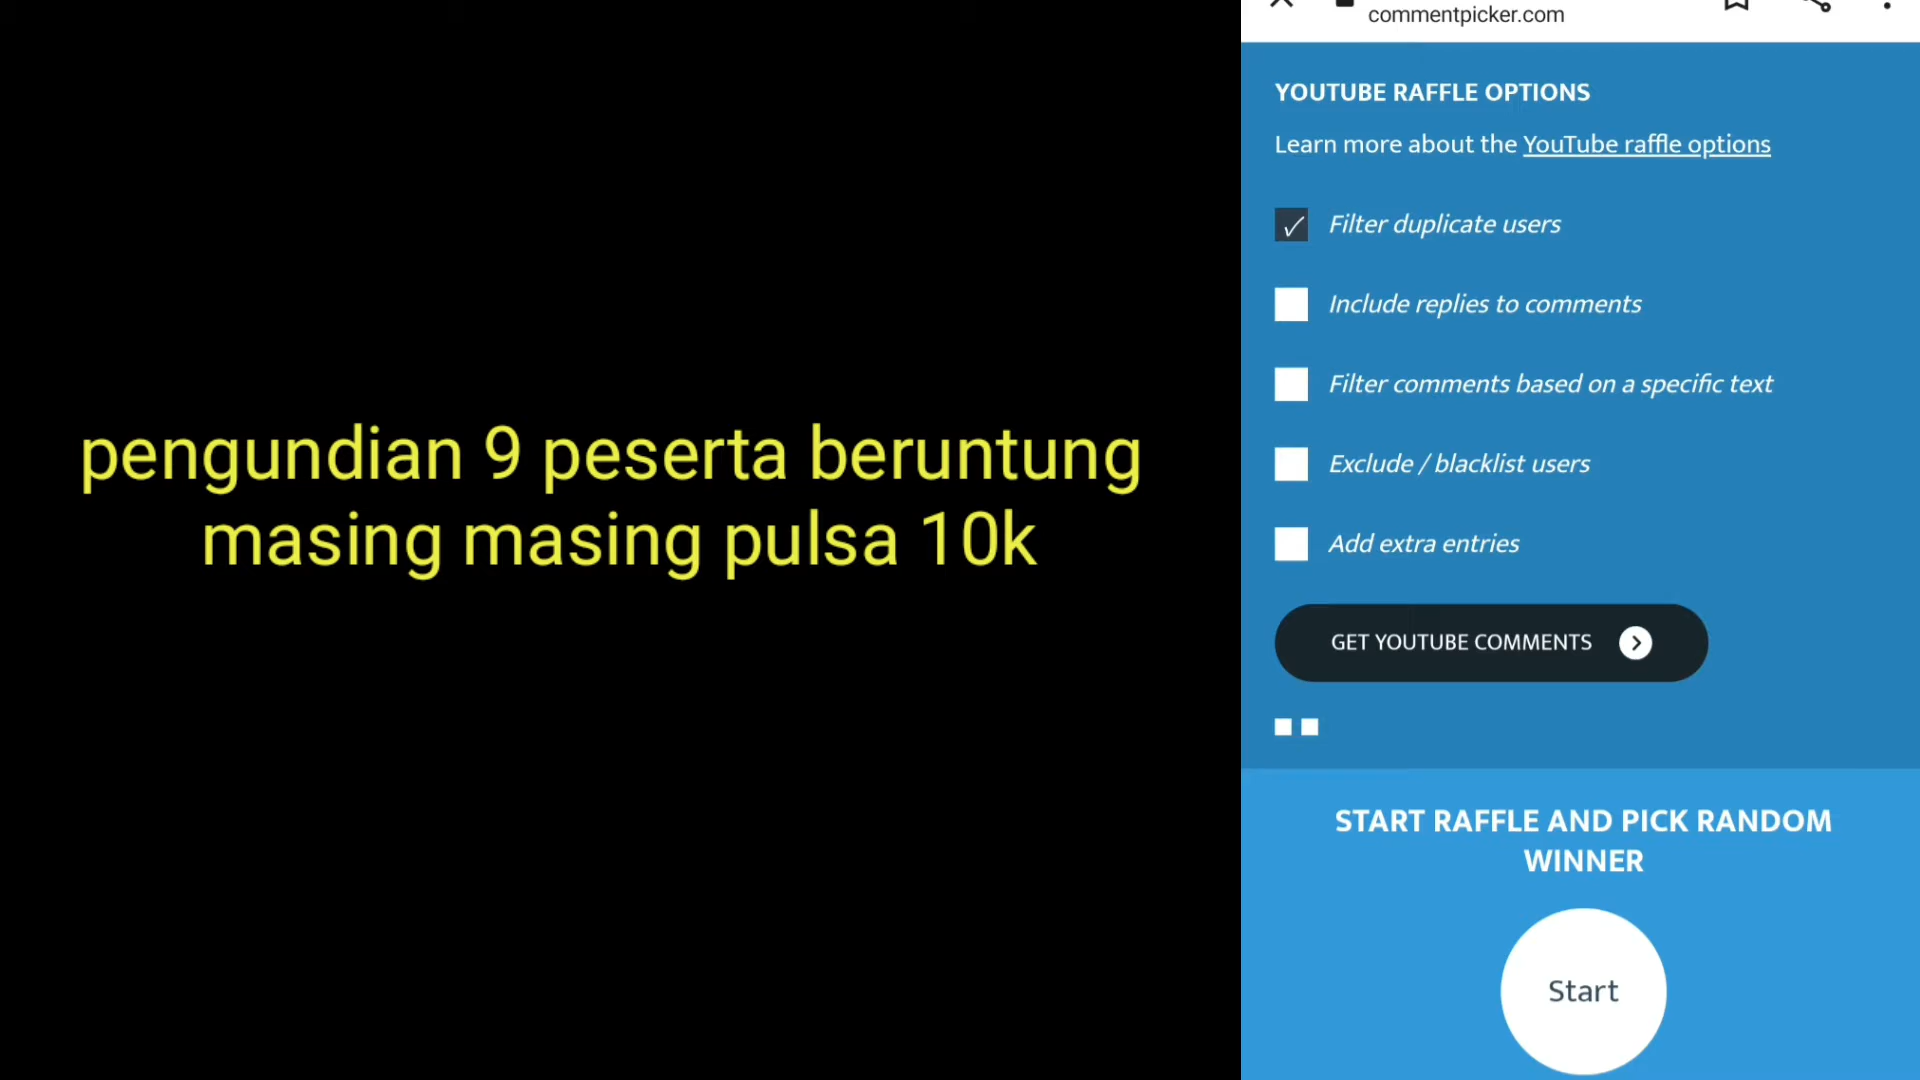 pengundian 9 peserta beruntung
masing masing pulsa 10k
commentpicker.com
YOUTUBE RAFFLE OPTIONS
Learn more about the YouTube raffle options
Filter duplicate users
Include replies to comments
Filter comments based on a specific text
Exclude / blacklist users
Add extra entries
GET YOUTUBE COMMENTS
START RAFFLE AND PICK RANDOM
WINNER
Start